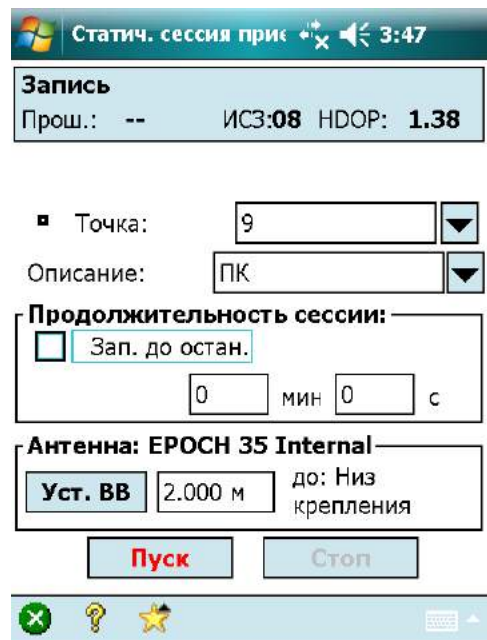 Статич. сессия прие 3:47
Запись
Прош.: -- ИСЗ:08 HDOP: 1.38
Точка: 9
Описание: ПК
Продолжительность сессии:
Зап. до остан.
0 мин 0 с
Антенна: EPOCH 35 Internal
Уст. ВВ 2.000 м до: Низ
крепления
Пуск Стоп